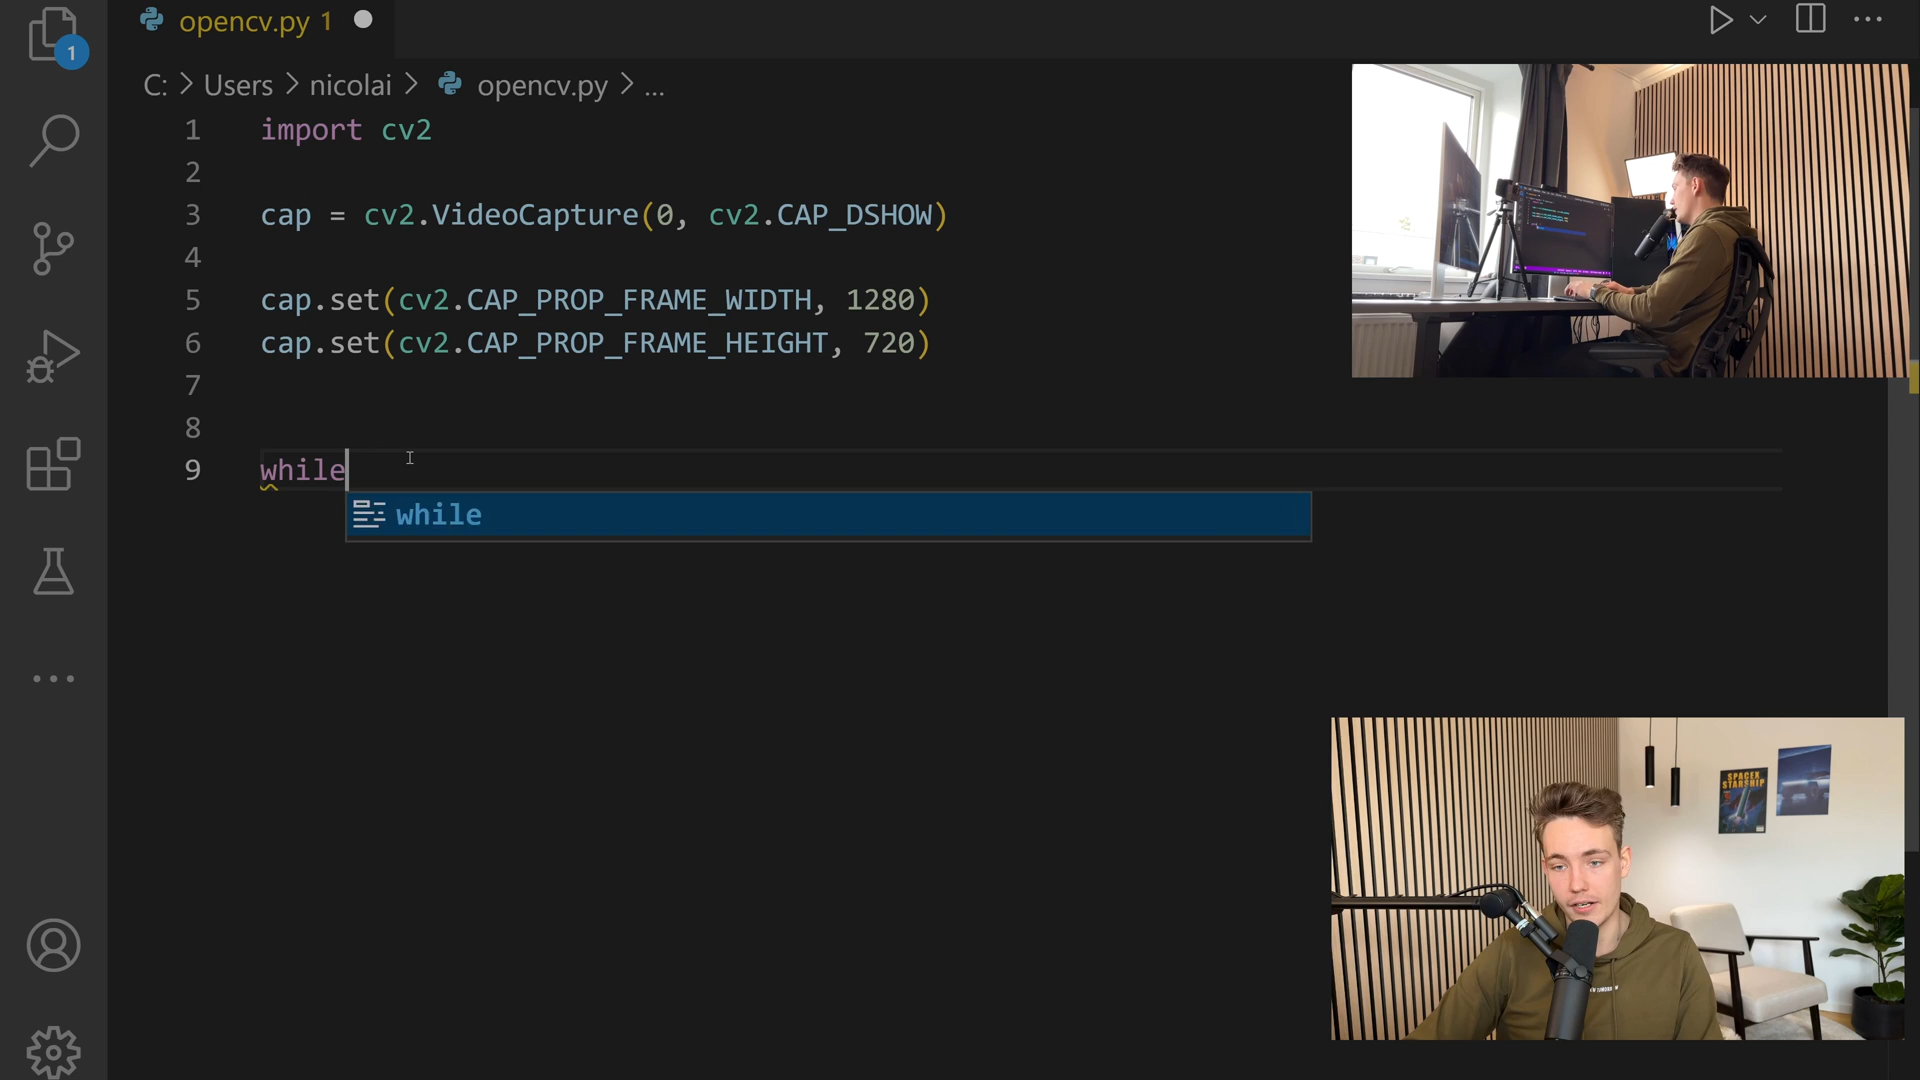 opencv.py 1
1
C: > Users > nicolai > opencv.py > ...
1 import cv2
2
3 cap = cv2.VideoCapture(0, cv2.CAP_DSHOW)
4
5 cap.set(cv2.CAP_PROP_FRAME_WIDTH, 1280)
6 cap.set(cv2.CAP_PROP_FRAME_HEIGHT, 720)
7
8
9 while
while
SPACEX
STARSHIP